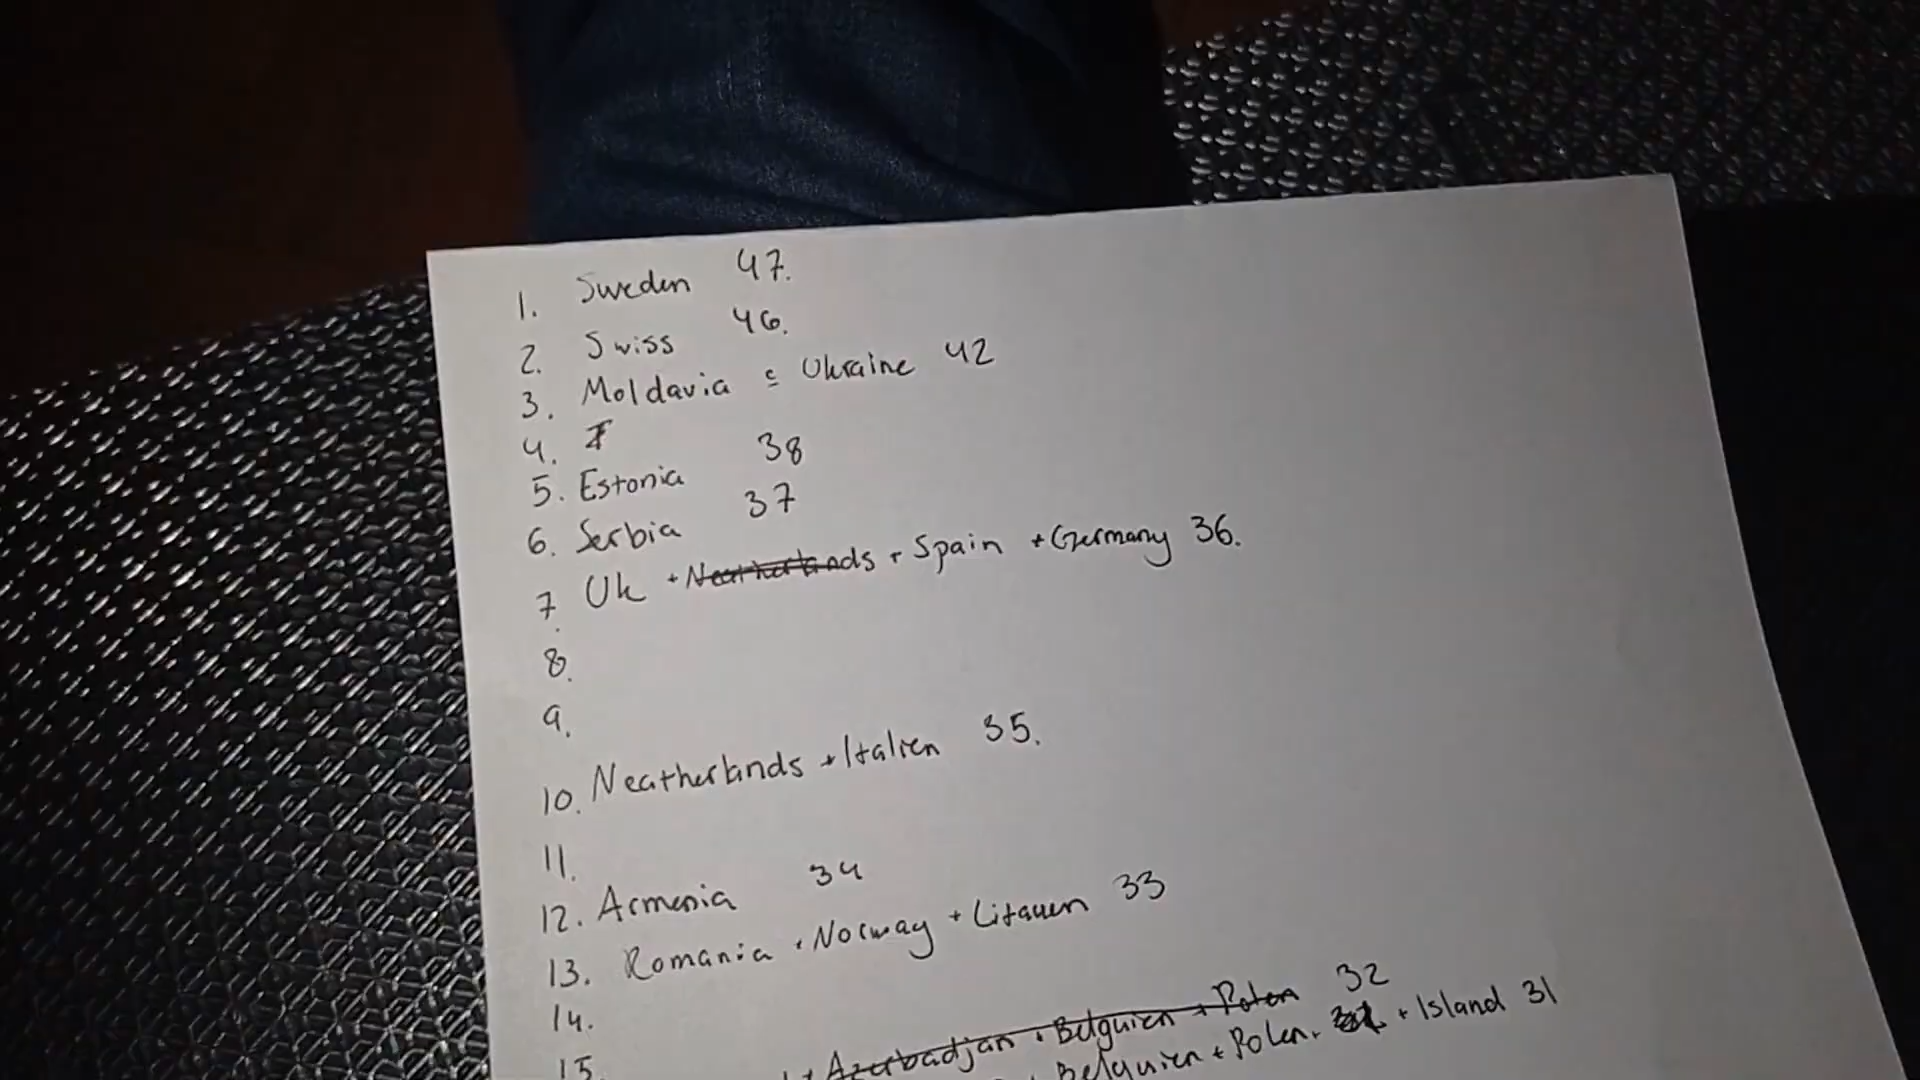 1. Sweden 47.
2. Swiss 46.
3. Moldavia = Ukraine 42
4.
5. Estonia 38
6. Serbia 37
7. Uk + Neatherlands + Spain + Germany 36.
8.
9.
10. Neatherlands + Italien 35.
11.
12. Armenia 34
13. Romania + Norway + Litauen 33
14.
15. + Azerbadjan + Belguien + Polen 32
Belguien + Polen + Island 31